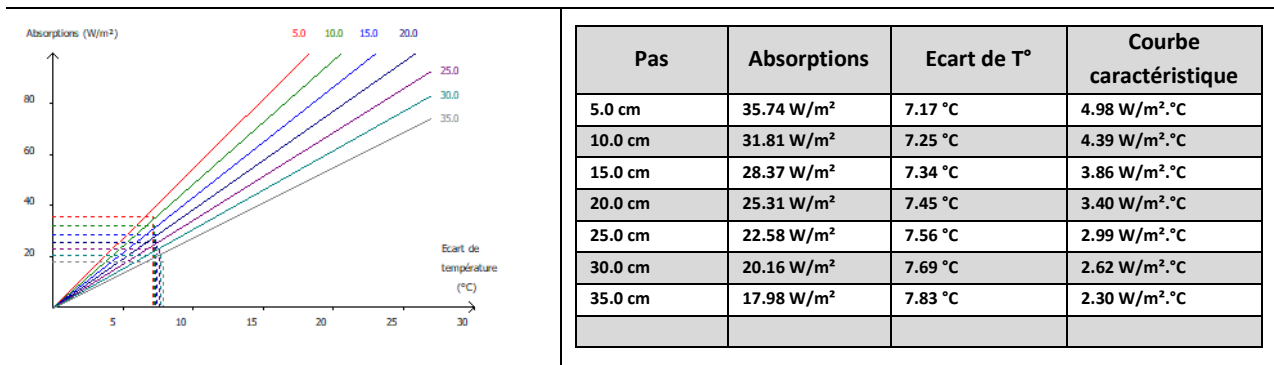 Absorptions (W/m²)
5.0 10.0 15.0 20.0
25.0
30.0
35.0
80
60
40
20
Ecart de
température
(°C)
5 10 15 20 25 30
Pas Absorptions Ecart de T° Courbe
caractéristique
5.0 cm 35.74 W/m² 7.17 °C 4.98 W/m².°C
10.0 cm 31.81 W/m² 7.25 °C 4.39 W/m².°C
15.0 cm 28.37 W/m² 7.34 °C 3.86 W/m².°C
20.0 cm 25.31 W/m² 7.45 °C 3.40 W/m².°C
25.0 cm 22.58 W/m² 7.56 °C 2.99 W/m².°C
30.0 cm 20.16 W/m² 7.69 °C 2.62 W/m².°C
35.0 cm 17.98 W/m² 7.83 °C 2.30 W/m².°C